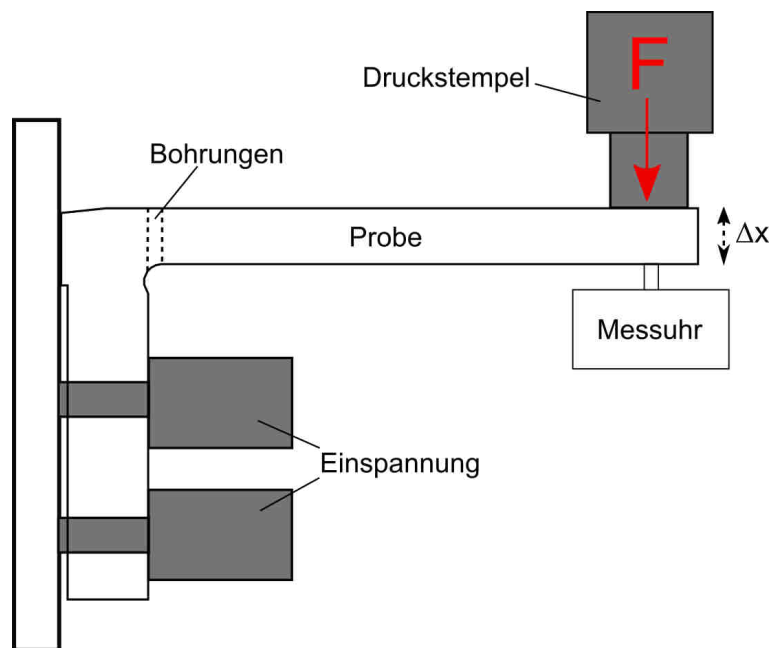 F
Druckstempel
Bohrungen
Probe
Δx
Messuhr
Einspannung